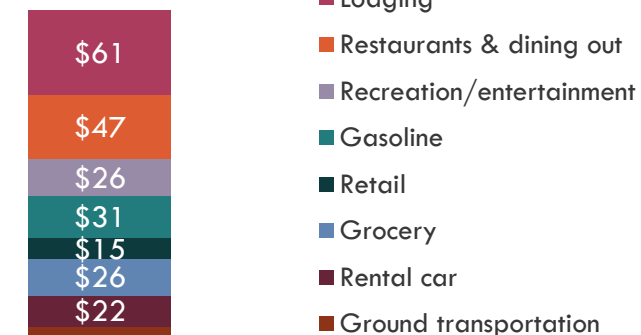 $61
$47
$26
$31
$15
$26
$22
Lodging
Restaurants & dining out
Recreation/entertainment
Gasoline
Retail
Grocery
Rental car
Ground transportation